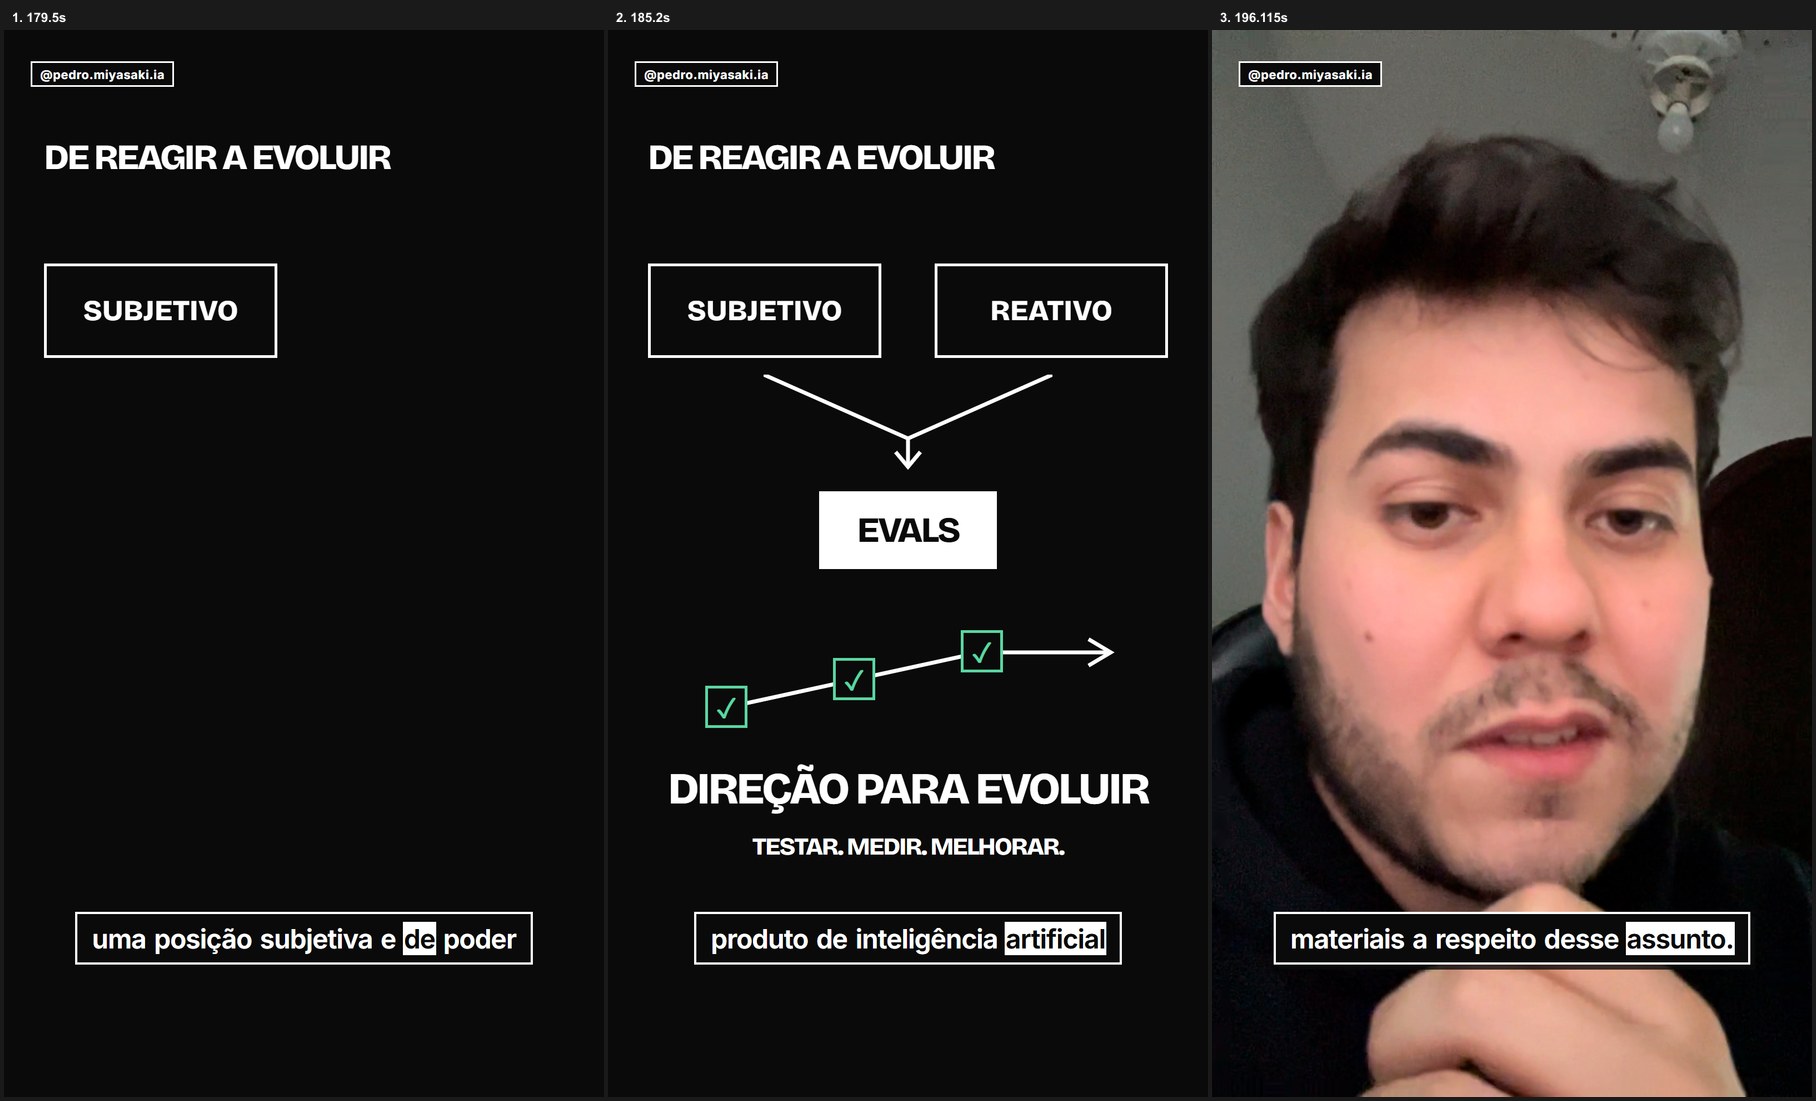 1. 179.5s
@pedro.miyasaki.ia
DE REAGIR A EVOLUIR
SUBJETIVO
uma posição subjetiva e de poder
2. 185.2s
@pedro.miyasaki.ia
DE REAGIR A EVOLUIR
SUBJETIVO
REATIVO
EVALS
DIREÇÃO PARA EVOLUIR
TESTAR. MEDIR. MELHORAR.
produto de inteligência artificial
3. 196.115s
@pedro.miyasaki.ia
materiais a respeito desse assunto.